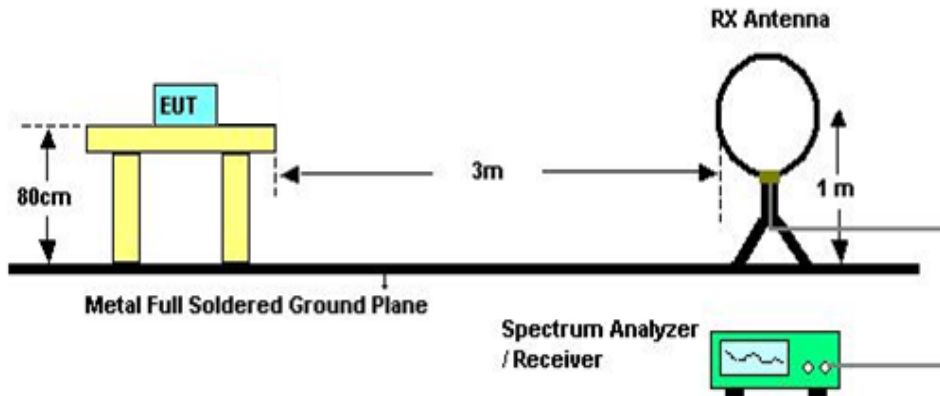 RX Antenna
EUT
3m
80cm
1 m
Metal Full Soldered Ground Plane
Spectrum Analyzer
/ Receiver